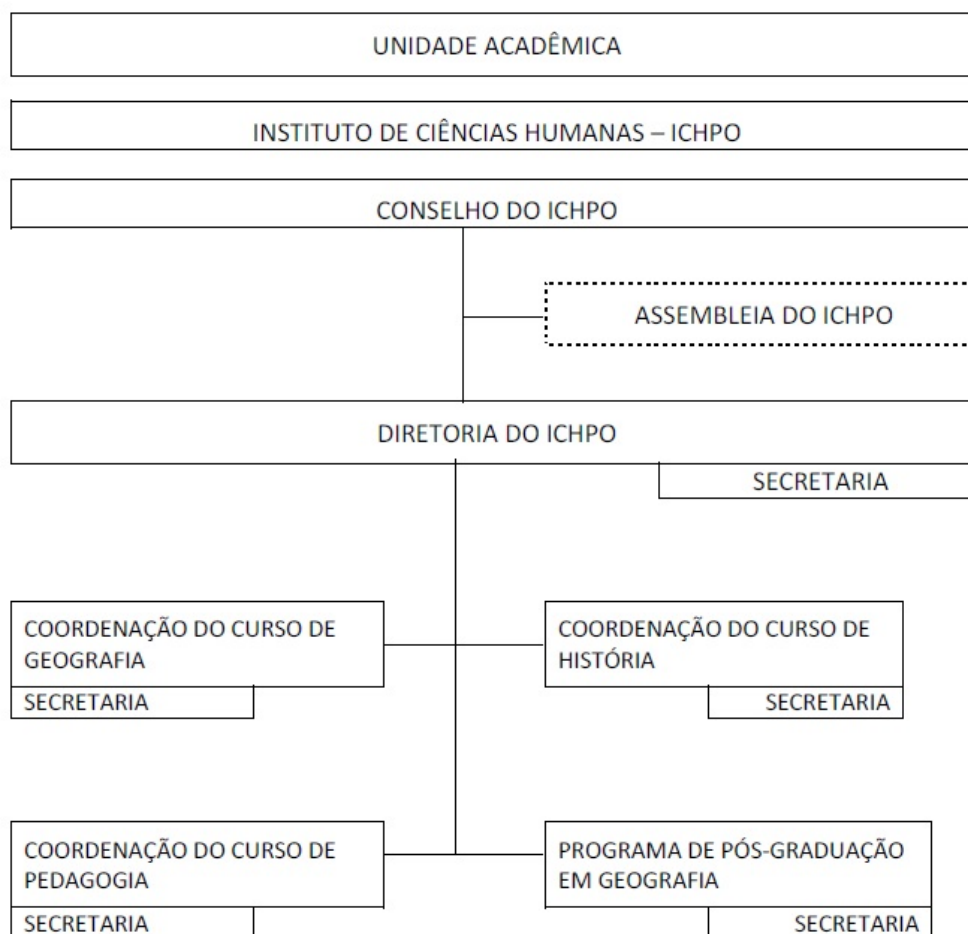 UNIDADE ACADÊMICA
INSTITUTO DE CIÊNCIAS HUMANAS – ICHPO
CONSELHO DO ICHPO
ASSEMBLEIA DO ICHPO
DIRETORIA DO ICHPO
SECRETARIA
COORDENAÇÃO DO CURSO DE
GEOGRAFIA
SECRETARIA
COORDENAÇÃO DO CURSO DE
HISTÓRIA
SECRETARIA
COORDENAÇÃO DO CURSO DE
PEDAGOGIA
SECRETARIA
PROGRAMA DE PÓS-GRADUAÇÃO
EM GEOGRAFIA
SECRETARIA